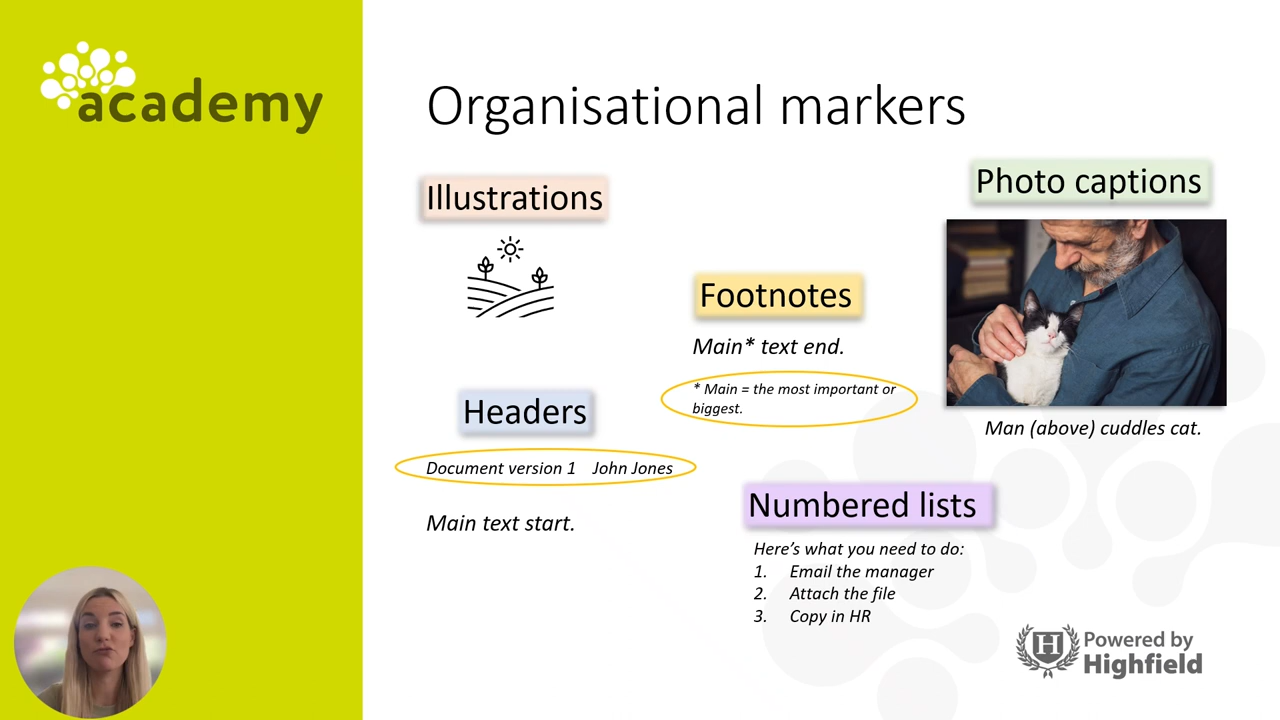 academy
Organisational markers
Illustrations
Photo captions
Footnotes
Main* text end.
* Main = the most important or
biggest.
Headers
Document version 1 John Jones
Main text start.
Man (above) cuddles cat.
Numbered lists
Here’s what you need to do:
1. Email the manager
2. Attach the file
3. Copy in HR
H
Powered by
Highfield